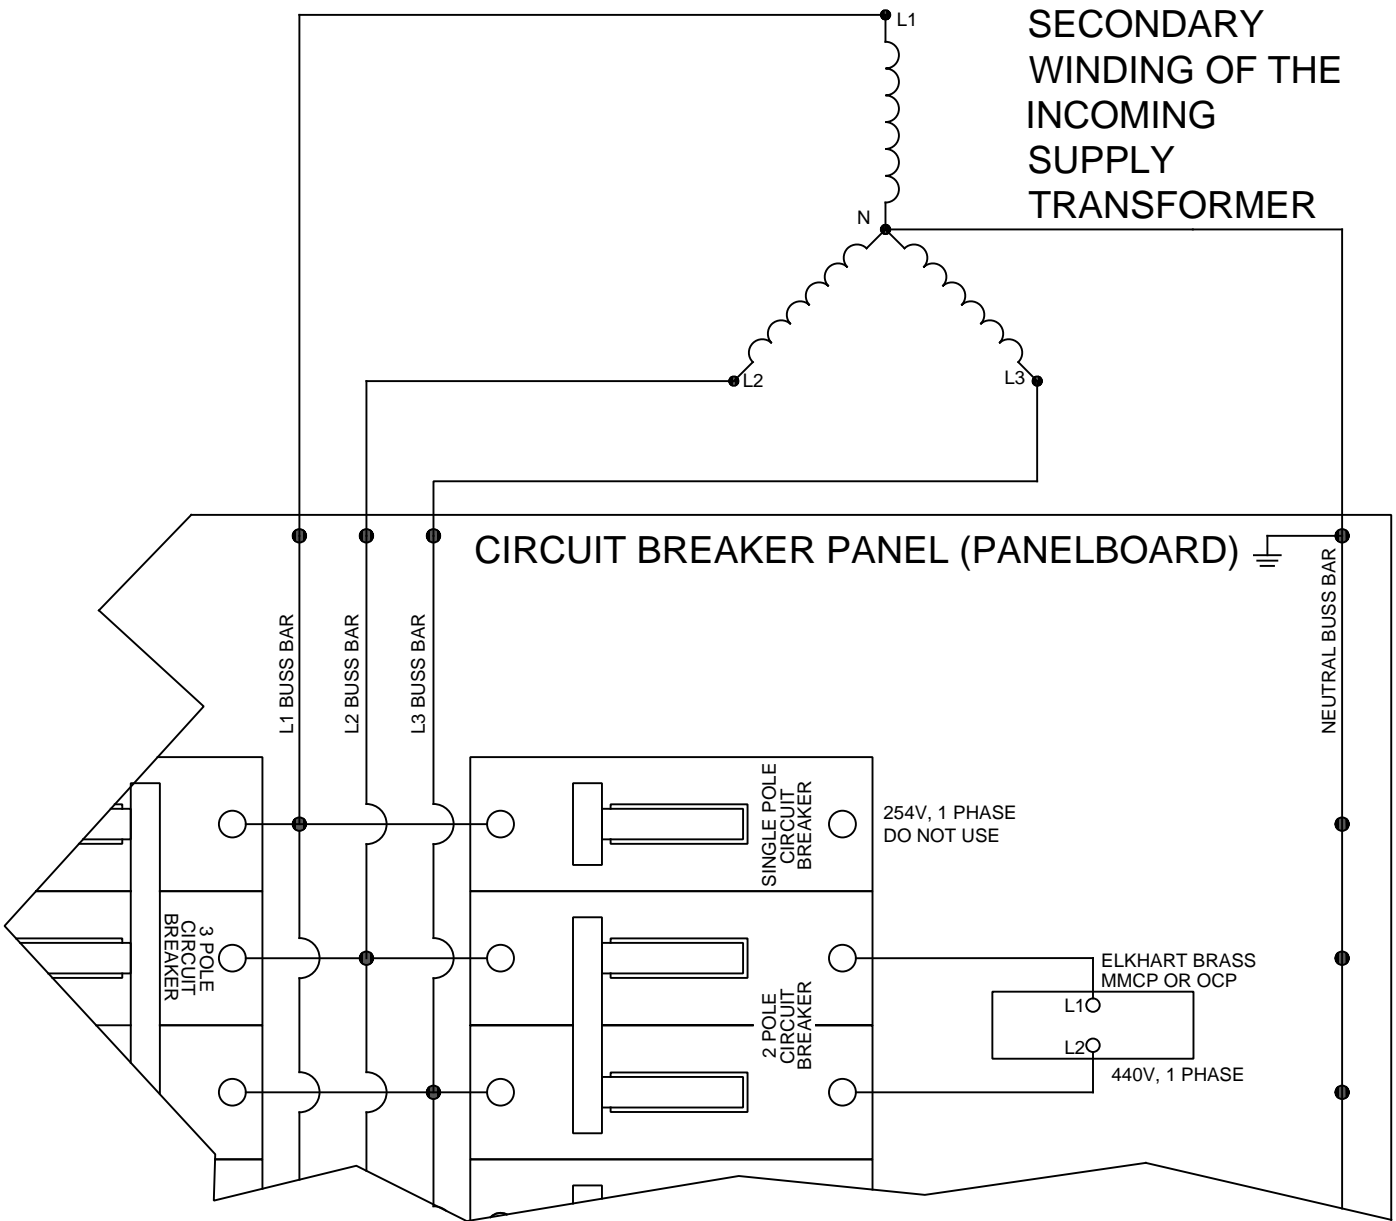 L1
SECONDARY
WINDING OF THE
INCOMING
SUPPLY
TRANSFORMER
N
L2
L3
CIRCUIT BREAKER PANEL (PANELBOARD)
L1 BUSS BAR
L2 BUSS BAR
L3 BUSS BAR
NEUTRAL BUSS BAR
SINGLE POLE
CIRCUIT
BREAKER
254V, 1 PHASE
DO NOT USE
3 POLE
CIRCUIT
BREAKER
2 POLE
CIRCUIT
BREAKER
ELKHART BRASS
MMCP OR OCP
L1
L2
440V, 1 PHASE